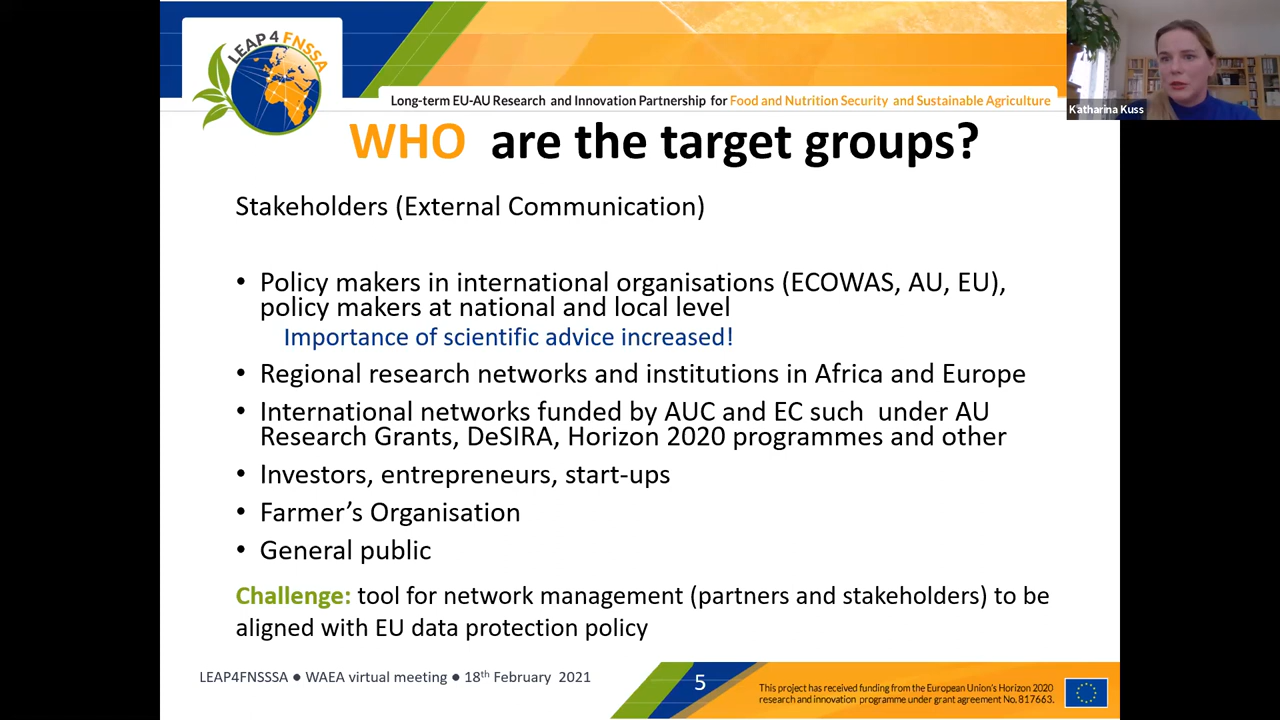 LEAP 4 FNSSA
Katharina Kuss
Long-term EU-AU Research and Innovation Partnership for Food and Nutrition Security and Sustainable Agriculture
WHO are the target groups?
Stakeholders (External Communication)
• Policy makers in international organisations (ECOWAS, AU, EU),
policy makers at national and local level
Importance of scientific advice increased!
• Regional research networks and institutions in Africa and Europe
• International networks funded by AUC and EC such under AU
Research Grants, DeSIRA, Horizon 2020 programmes and other
• Investors, entrepreneurs, start-ups
• Farmer’s Organisation
• General public
Challenge: tool for network management (partners and stakeholders) to be
aligned with EU data protection policy
LEAP4FNSSSA ● WAEA virtual meeting ● 18th February 2021
5
This project has received funding from the European Union's Horizon 2020
research and innovation programme under grant agreement No. 817663.